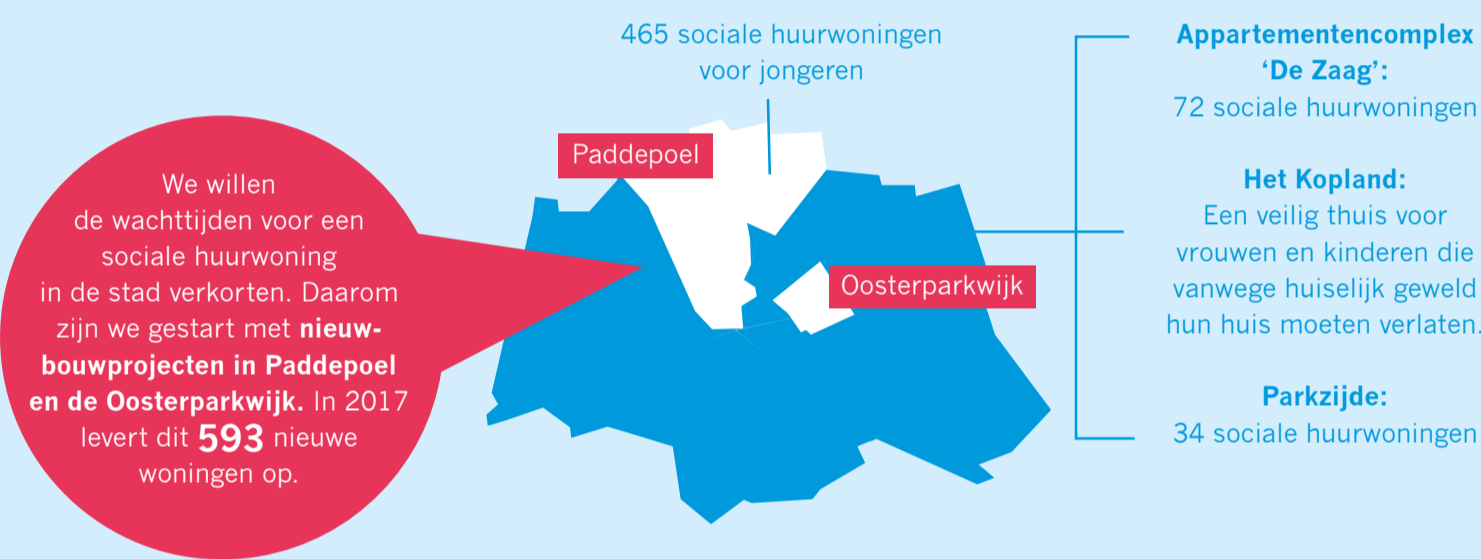 We willen
de wachttijden voor een
sociale huurwoning
in de stad verkorten. Daarom
zijn we gestart met nieuw-
bouwprojecten in Paddepoel
en de Oosterparkwijk. In 2017
levert dit 593 nieuwe
woningen op.
465 sociale huurwoningen
voor jongeren
Paddepoel
Oosterparkwijk
Appartementencomplex
‘De Zaag’:
72 sociale huurwoningen
Het Kopland:
Een veilig thuis voor
vrouwen en kinderen die
vanwege huiselijk geweld
hun huis moeten verlaten.
Parkzijde:
34 sociale huurwoningen